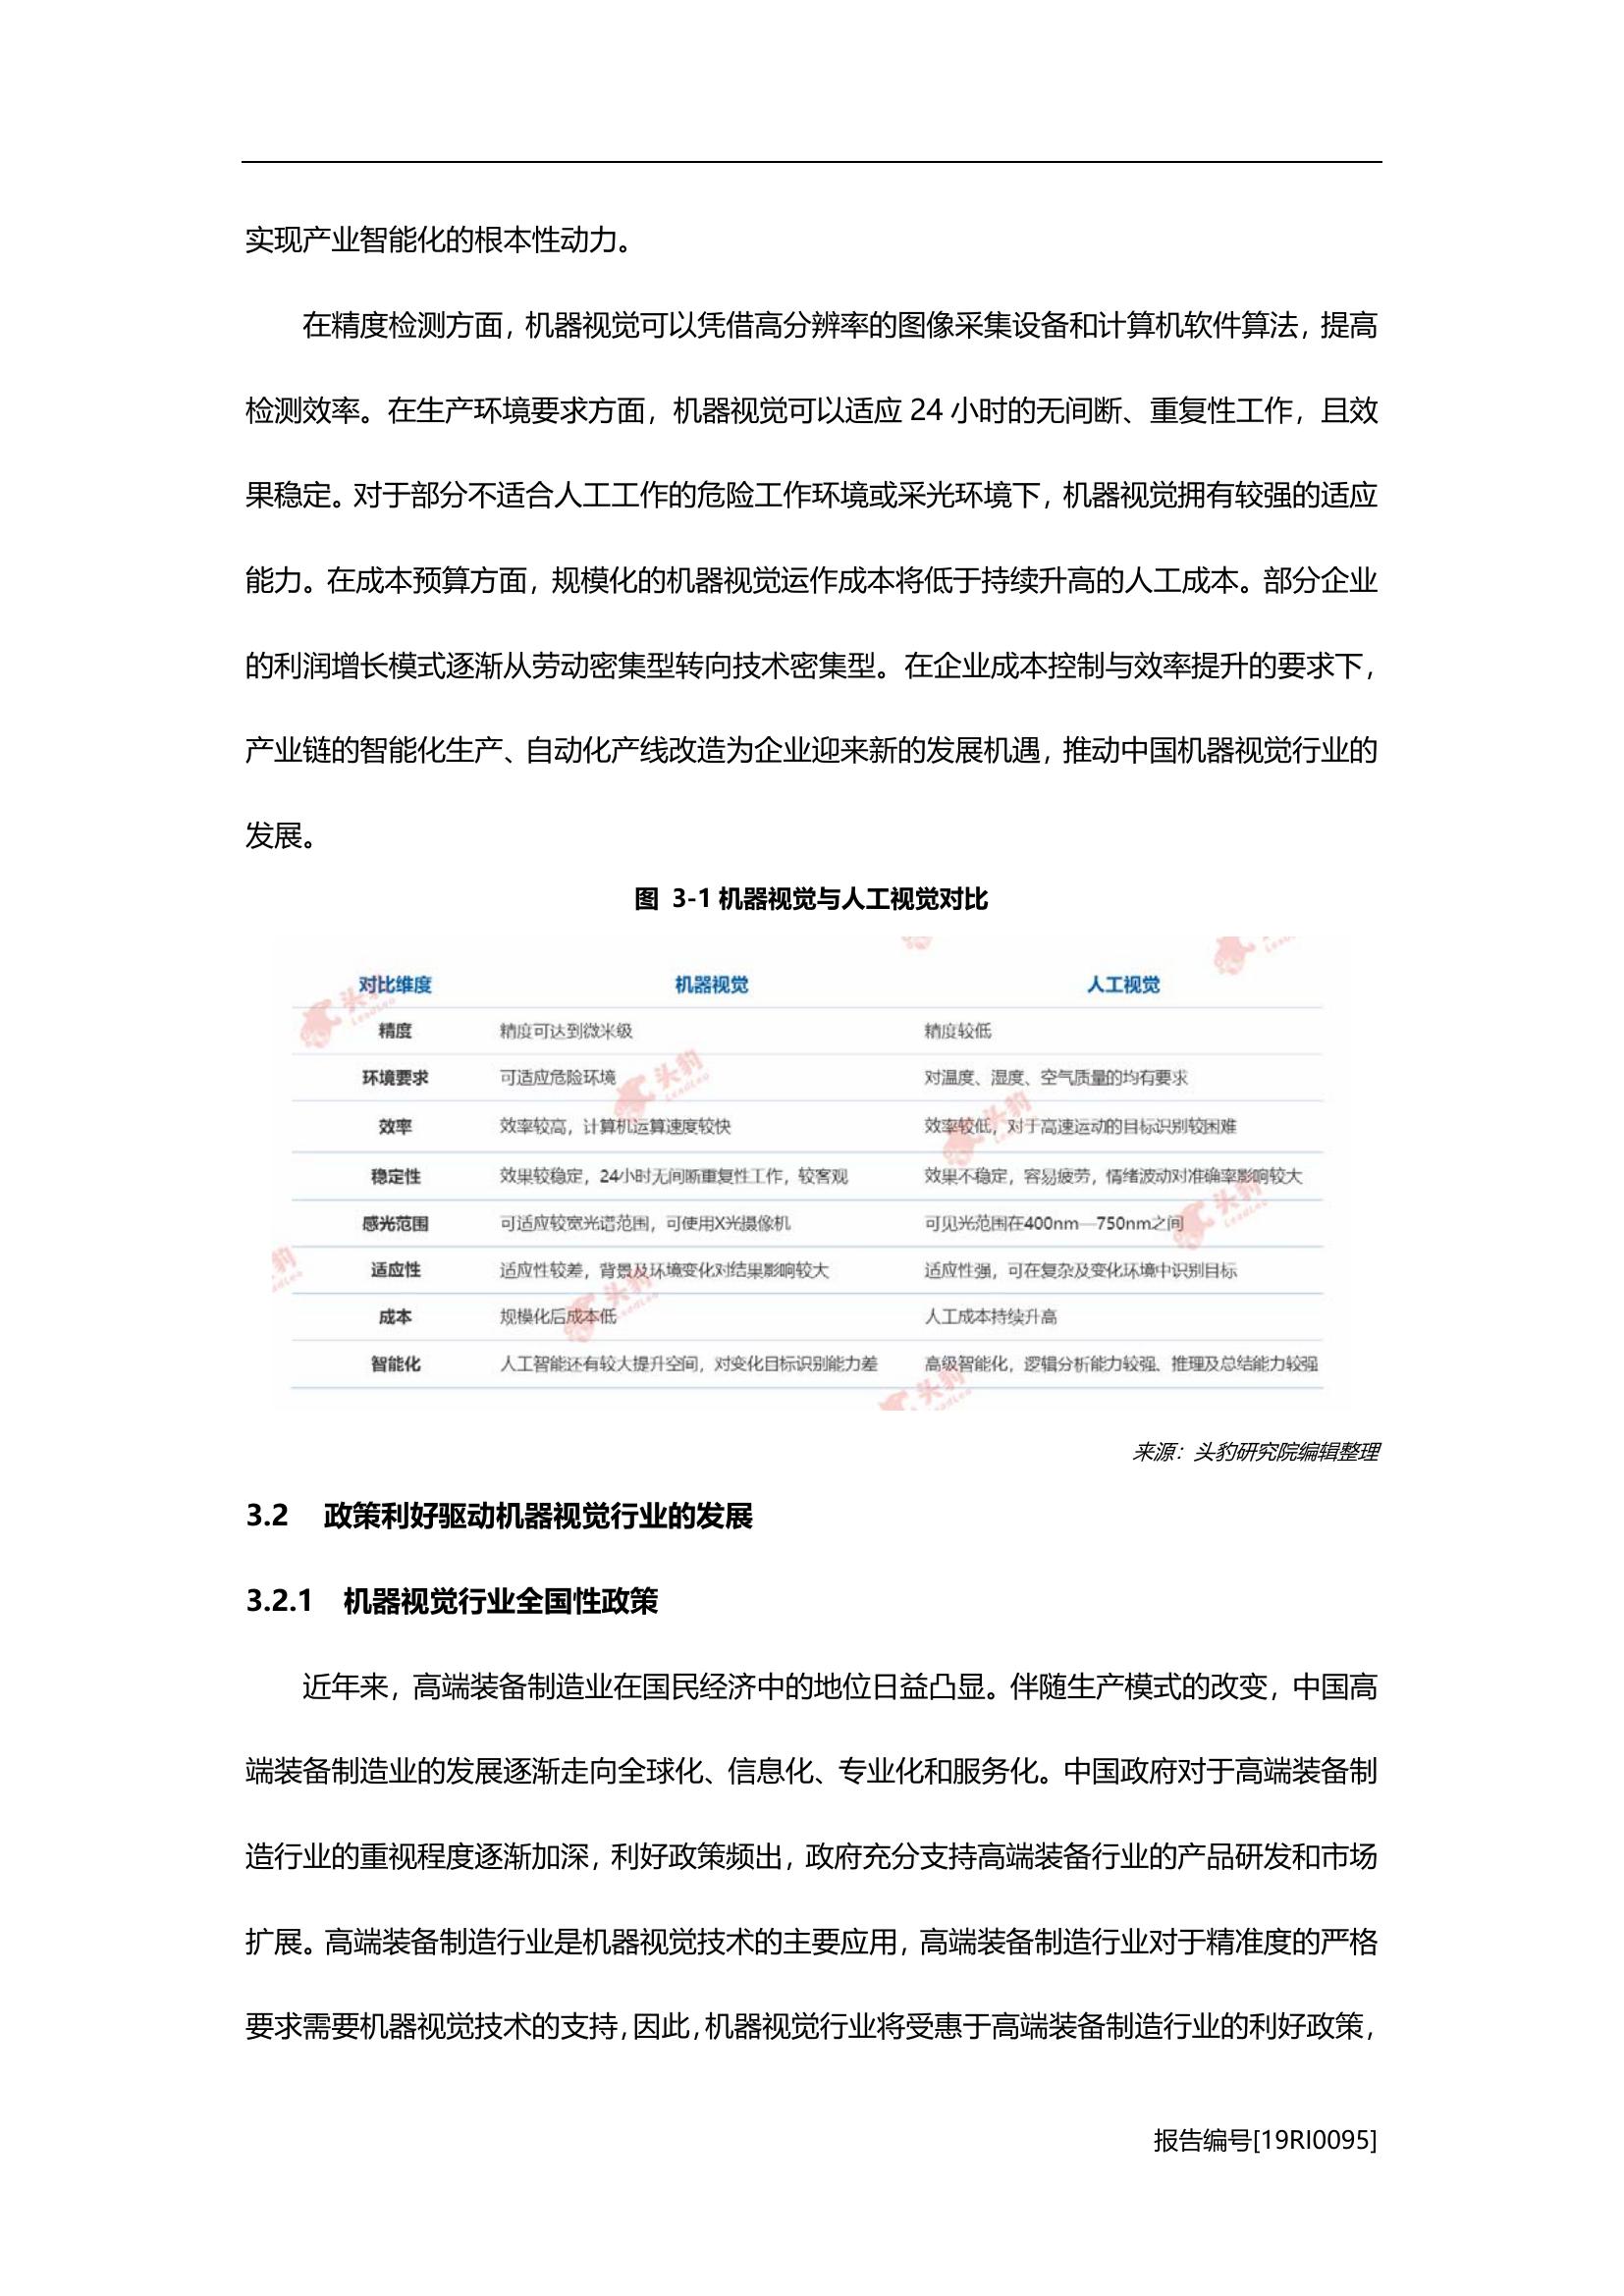 实现产业智能化的根本性动力。
在精度检测方面，机器视觉可以凭借高分辨率的图像采集设备和计算机软件算法，提高
检测效率。在生产环境要求方面，机器视觉可以适应 24 小时的无间断、重复性工作，且效
果稳定。对于部分不适合人工工作的危险工作环境或采光环境下，机器视觉拥有较强的适应
能力。在成本预算方面，规模化的机器视觉运作成本将低于持续升高的人工成本。部分企业
的利润增长模式逐渐从劳动密集型转向技术密集型。在企业成本控制与效率提升的要求下，
产业链的智能化生产、自动化产线改造为企业迎来新的发展机遇，推动中国机器视觉行业的
发展。
图 3-1 机器视觉与人工视觉对比
对比维度 机器视觉 人工视觉
精度 精度可达到微米级 精度较低
环境要求 可适应危险环境 对温度、湿度、空气质量的均有要求
效率 效率较高，计算机运算速度较快 效率较低，对于高速运动的目标识别较困难
稳定性 效果较稳定，24小时无间断重复性工作，较客观 效果不稳定，容易疲劳，情绪波动对准确率影响较大
感光范围 可适应较宽光谱范围，可使用X光摄像机 可见光范围在400nm—750nm之间
适应性 适应性较差，背景及环境变化对结果影响较大 适应性强，可在复杂及变化环境中识别目标
成本 规模化后成本低 人工成本持续升高
智能化 人工智能还有较大提升空间，对变化目标识别能力差 高级智能化，逻辑分析能力较强、推理及总结能力较强
来源：头豹研究院编辑整理
3.2 政策利好驱动机器视觉行业的发展
3.2.1 机器视觉行业全国性政策
近年来，高端装备制造业在国民经济中的地位日益凸显。伴随生产模式的改变，中国高
端装备制造业的发展逐渐走向全球化、信息化、专业化和服务化。中国政府对于高端装备制
造行业的重视程度逐渐加深，利好政策频出，政府充分支持高端装备行业的产品研发和市场
扩展。高端装备制造行业是机器视觉技术的主要应用，高端装备制造行业对于精准度的严格
要求需要机器视觉技术的支持，因此，机器视觉行业将受惠于高端装备制造行业的利好政策，
报告编号[19RI0095]